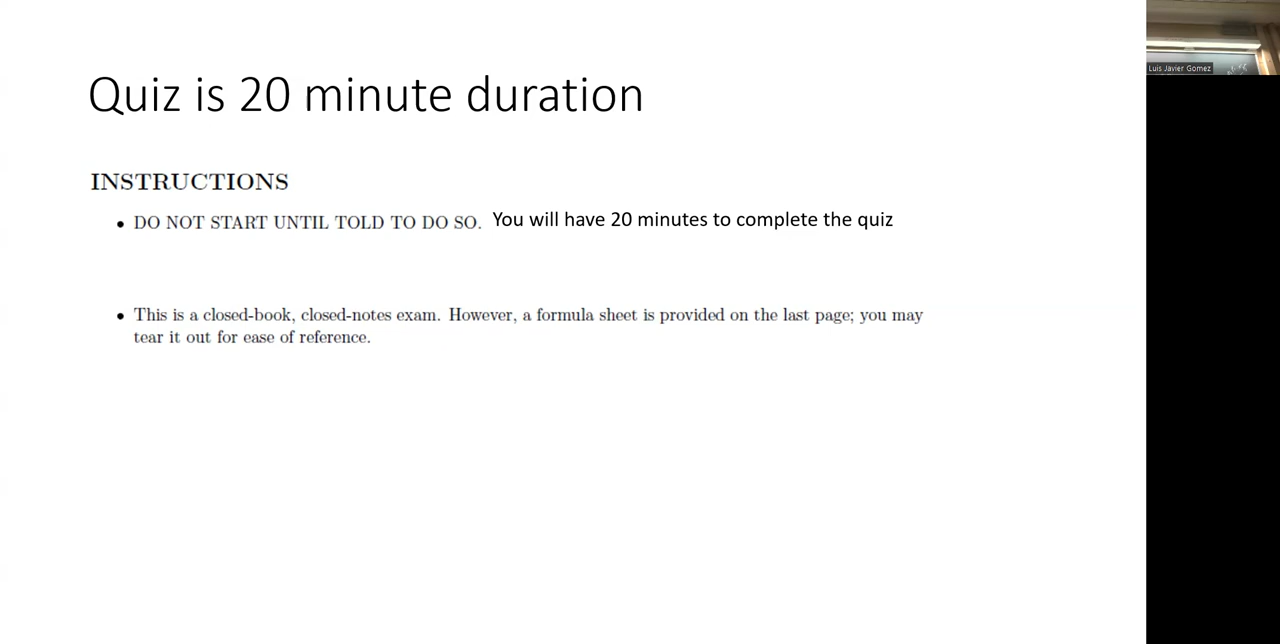 Quiz is 20 minute duration
INSTRUCTIONS
• DO NOT START UNTIL TOLD TO DO SO. You will have 20 minutes to complete the quiz
• This is a closed-book, closed-notes exam. However, a formula sheet is provided on the last page; you may
tear it out for ease of reference.
Luis Javier Gomez